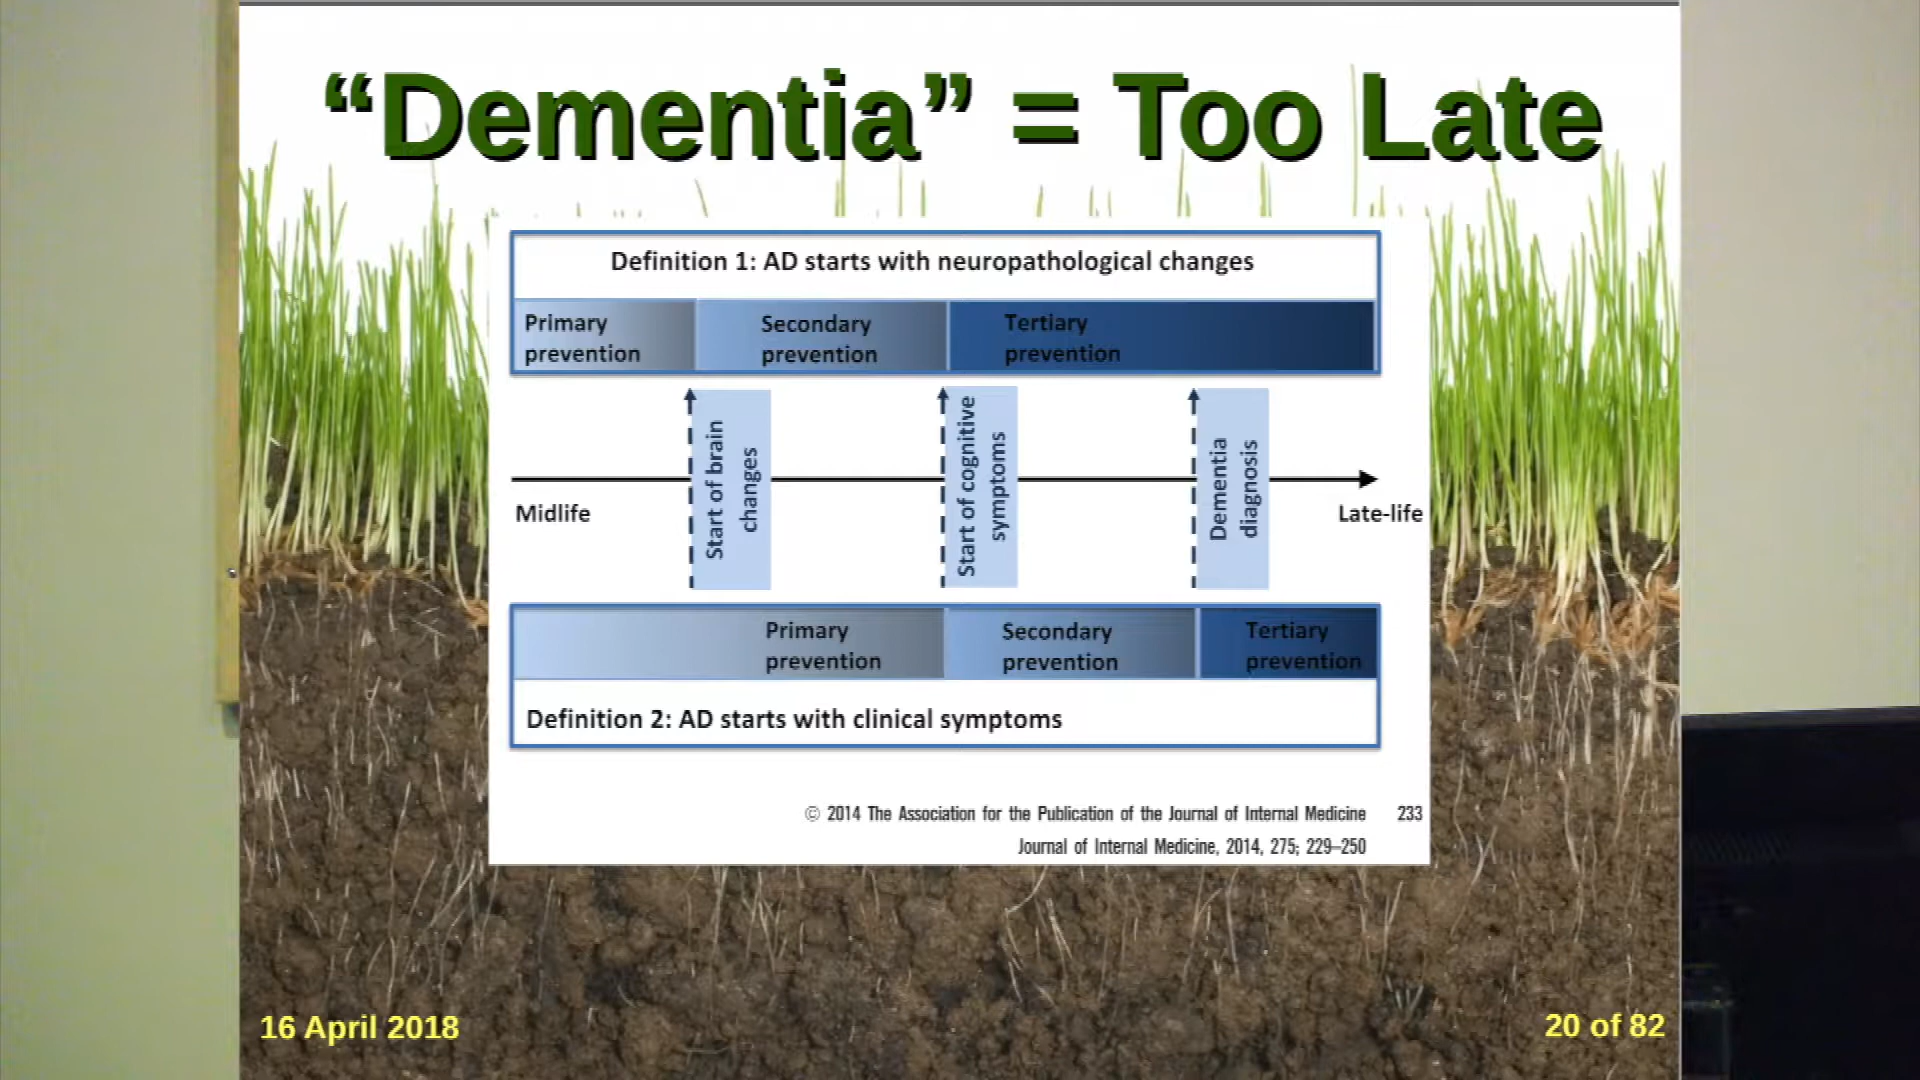 “Dementia” = Too Late
Definition 1: AD starts with neuropathological changes
Primary
prevention
Secondary
prevention
Tertiary
prevention
Start of brain
changes
Start of cognitive
symptoms
Dementia
diagnosis
Midlife
Late-life
Primary
prevention
Secondary
prevention
Tertiary
prevention
Definition 2: AD starts with clinical symptoms
© 2014 The Association for the Publication of the Journal of Internal Medicine 233
Journal of Internal Medicine, 2014, 275; 229–250
16 April 2018
20 of 82